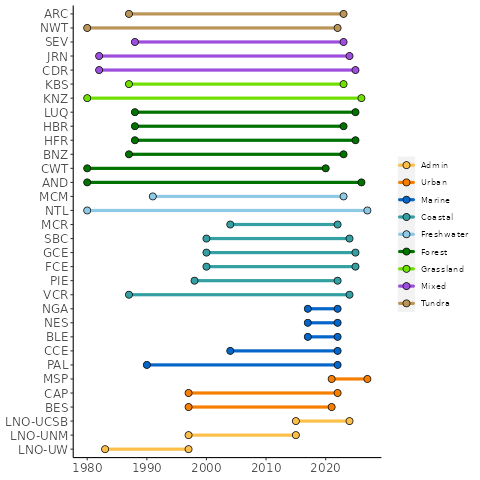 ARC
NWT
SEV
JRN
CDR
KBS
KNZ
LUQ
HBR
HFR
BNZ
CWT
AND
MCM
NTL
MCR
SBC
GCE
FCE
PIE
VCR
NGA
NES
BLE
CCE
PAL
MSP
CAP
BES
LNO-UCSB
LNO-UNM
LNO-UW
1980 1990 2000 2010 2020
Admin
Urban
Marine
Coastal
Freshwater
Forest
Grassland
Mixed
Tundra